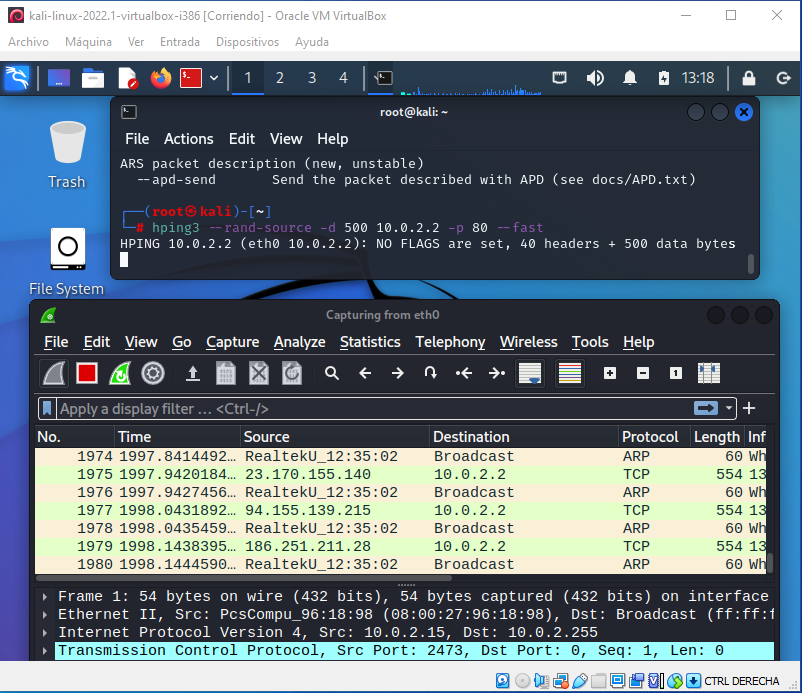 kali-linux-2022.1-virtualbox-i386 [Corriendo] - Oracle VM VirtualBox
Archivo Máquina Ver Entrada Dispositivos Ayuda
1 2 3 4 13:18
root@kali: ~
File Actions Edit View Help
ARS packet description (new, unstable)
--apd-send Send the packet described with APD (see docs/APD.txt)
┌──(root㉿kali)-[~]
└─# hping3 --rand-source -d 500 10.0.2.2 -p 80 --fast
HPING 10.0.2.2 (eth0 10.0.2.2): NO FLAGS are set, 40 headers + 500 data bytes
Trash
File System
Capturing from eth0
File Edit View Go Capture Analyze Statistics Telephony Wireless Tools Help
Apply a display filter … <Ctrl-/>
No. Time Source Destination Protocol Length Inf
1974 1997.8414492… RealtekU_12:35:02 Broadcast ARP 60 Wh
1975 1997.9420184… 23.170.155.140 10.0.2.2 TCP 554 13
1976 1997.9427456… RealtekU_12:35:02 Broadcast ARP 60 Wh
1977 1998.0431892… 94.155.139.215 10.0.2.2 TCP 554 13
1978 1998.0435459… RealtekU_12:35:02 Broadcast ARP 60 Wh
1979 1998.1438395… 186.251.211.28 10.0.2.2 TCP 554 13
1980 1998.1444590… RealtekU_12:35:02 Broadcast ARP 60 Wh
Frame 1: 54 bytes on wire (432 bits), 54 bytes captured (432 bits) on interface
Ethernet II, Src: PcsCompu_96:18:98 (08:00:27:96:18:98), Dst: Broadcast (ff:ff:f
Internet Protocol Version 4, Src: 10.0.2.15, Dst: 10.0.2.255
Transmission Control Protocol, Src Port: 2473, Dst Port: 0, Seq: 1, Len: 0
CTRL DERECHA